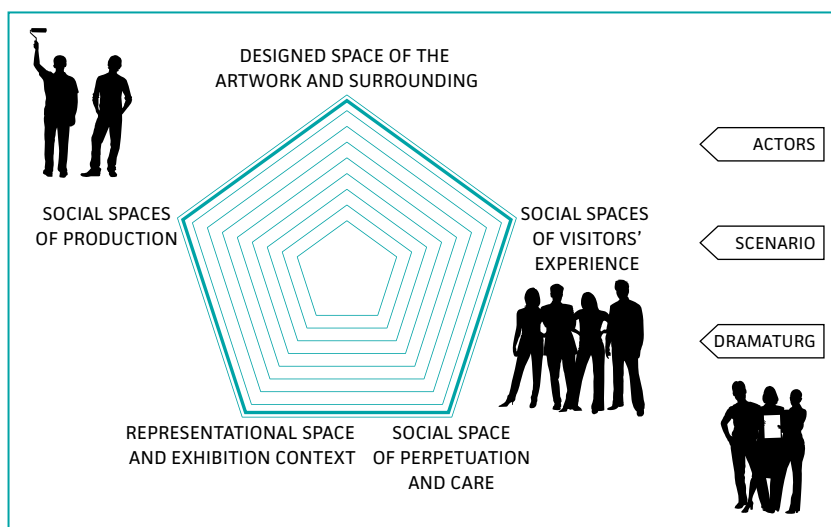 DESIGNED SPACE OF THE
ARTWORK AND SURROUNDING
ACTORS
SOCIAL SPACES
OF PRODUCTION
SOCIAL SPACES
OF VISITORS’
EXPERIENCE
SCENARIO
DRAMATURG
REPRESENTATIONAL SPACE
AND EXHIBITION CONTEXT
SOCIAL SPACE
OF PERPETUATION
AND CARE